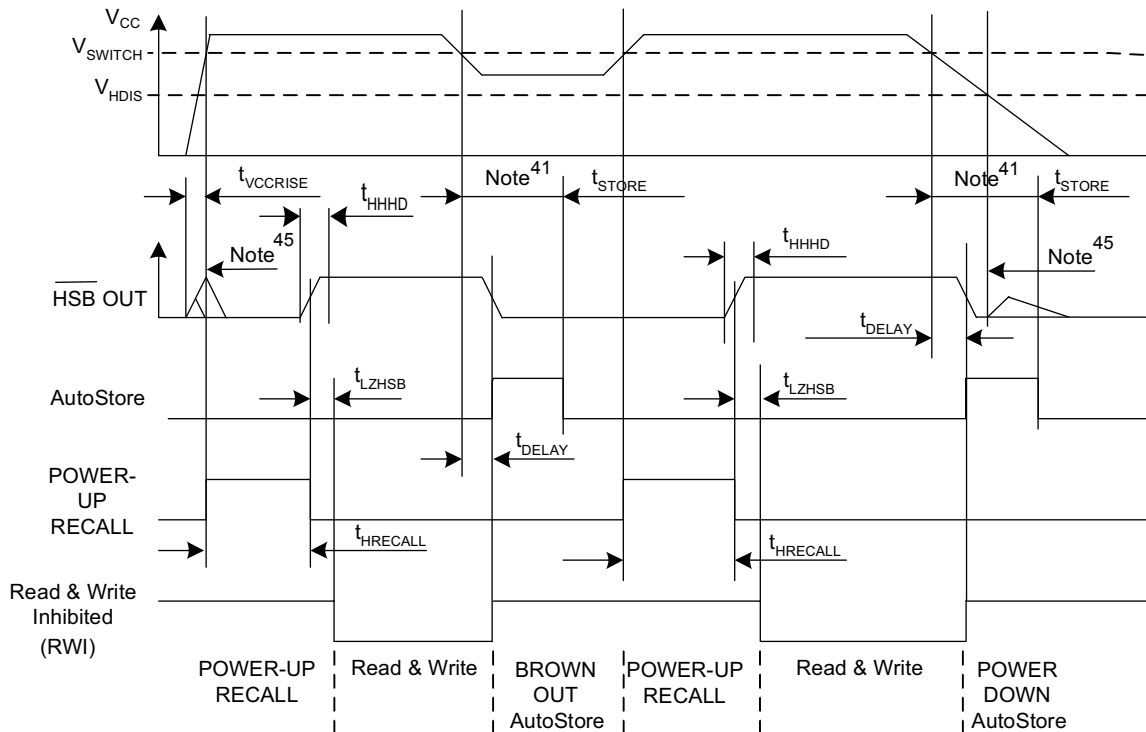 VCC
VSWITCH
VHDIS
tVCCRISE
Note41
tSTORE
Note41
tSTORE
tHHHD
Note45
tHHHD
Note45
HSB OUT
tDELAY
AutoStore
tLZHSB
tLZHSB
tDELAY
POWER-
UP
RECALL
tHRECALL
tHRECALL
Read & Write
Inhibited
(RWI)
POWER-UP
RECALL
Read & Write
BROWN
OUT
AutoStore
POWER-UP
RECALL
Read & Write
POWER
DOWN
AutoStore